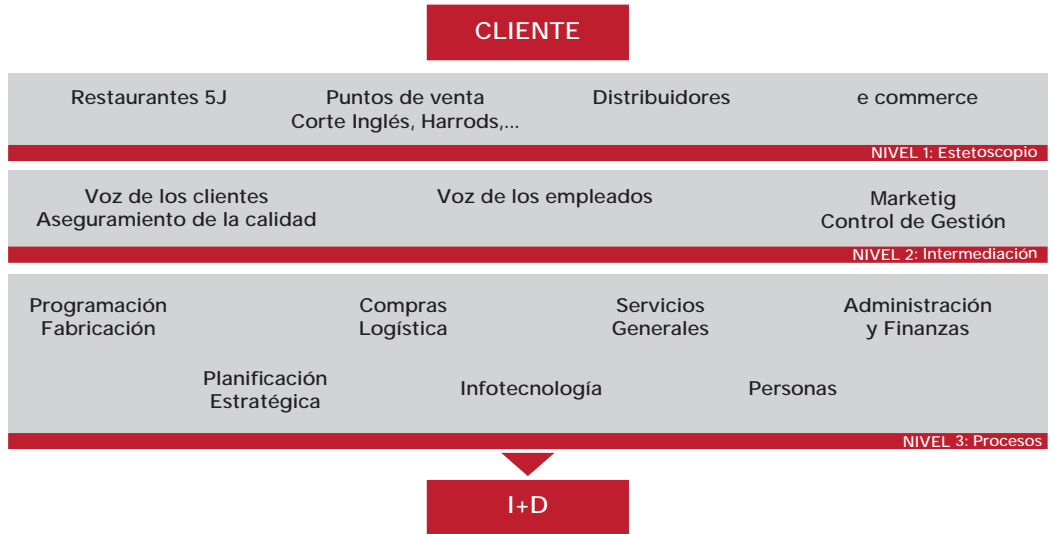 CLIENTE
Restaurantes 5J
Puntos de venta
Corte Inglés, Harrods,...
Distribuidores
e commerce
NIVEL 1: Estetoscopio
Voz de los clientes
Aseguramiento de la calidad
Voz de los empleados
Marketig
Control de Gestión
NIVEL 2: Intermediación
Programación
Fabricación
Compras
Logística
Servicios
Generales
Administración
y Finanzas
Planificación
Estratégica
Infotecnología
Personas
NIVEL 3: Procesos
I+D